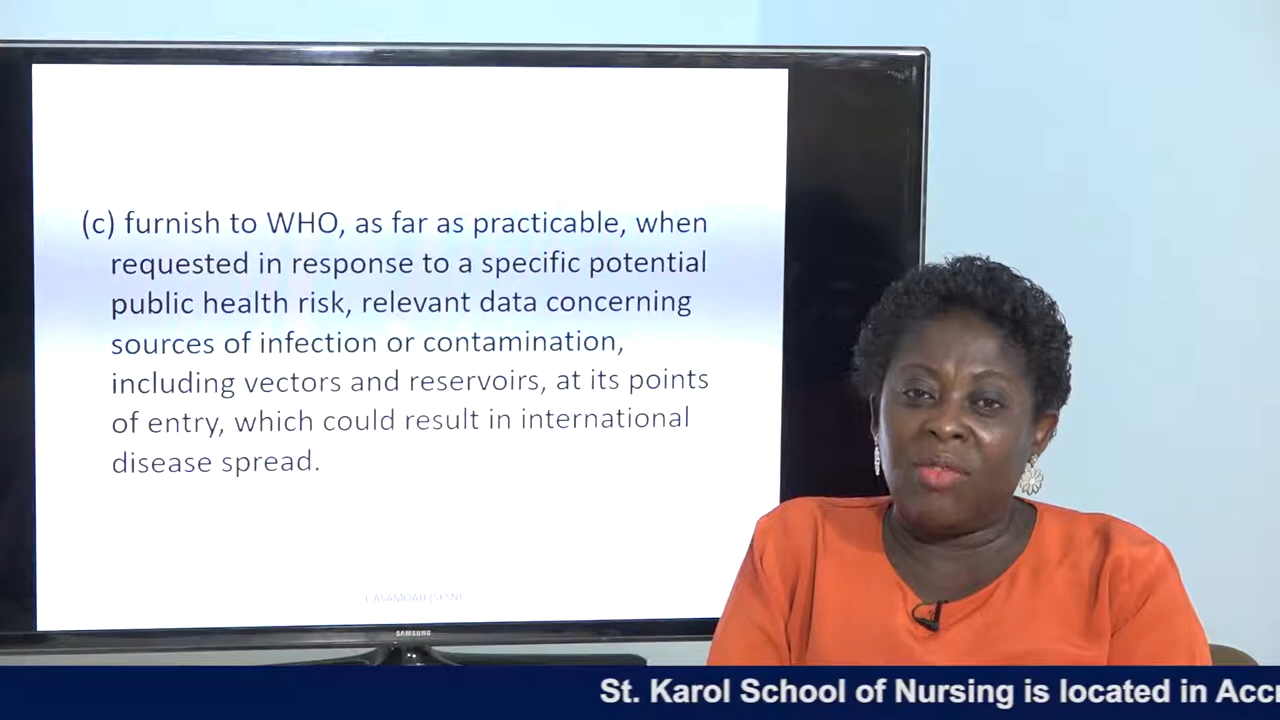 (c) furnish to WHO, as far as practicable, when
requested in response to a specific potential
public health risk, relevant data concerning
sources of infection or contamination,
including vectors and reservoirs, at its points
of entry, which could result in international
disease spread.
ASAMOAH
SAMSUNG
St. Karol School of Nursing is located in Accr